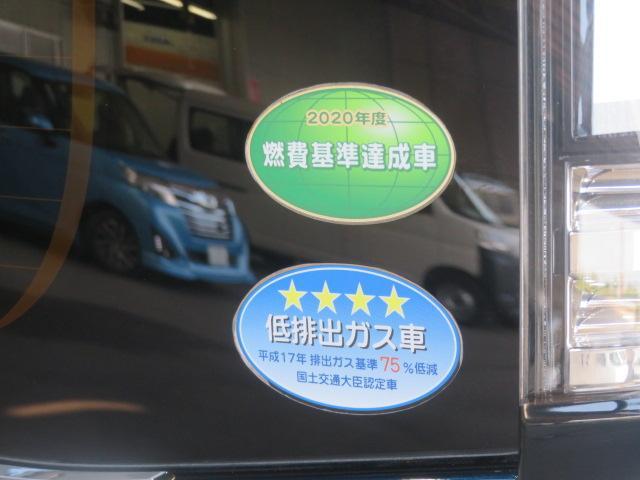 2020年度
燃費基準達成車
低排出ガス車
平成17年 排出ガス基準 75%低減
国土交通大臣認定車